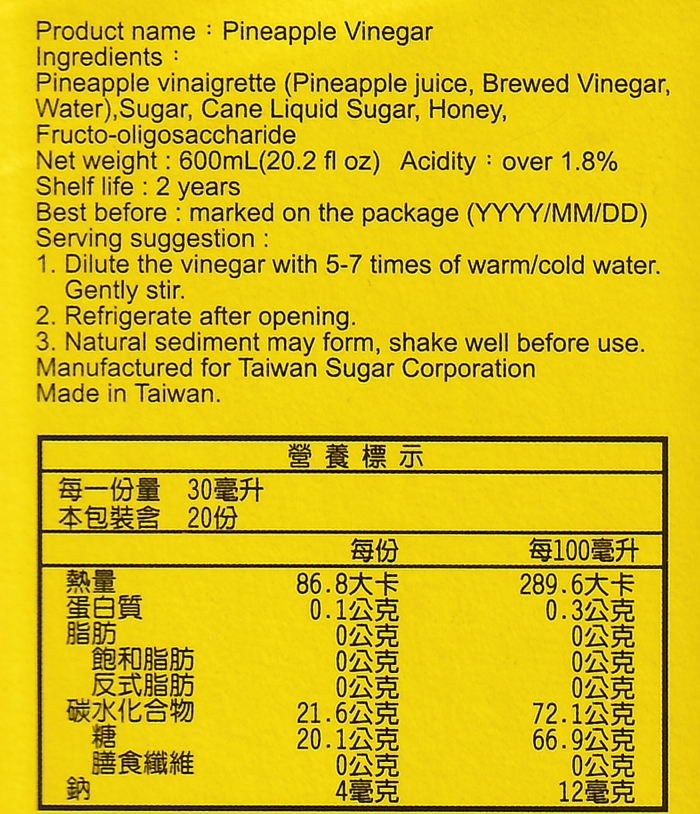 Product name：Pineapple Vinegar
Ingredients：
Pineapple vinaigrette (Pineapple juice, Brewed Vinegar,
Water),Sugar, Cane Liquid Sugar, Honey,
Fructo-oligosaccharide
Net weight : 600mL(20.2 fl oz) Acidity：over 1.8%
Shelf life : 2 years
Best before : marked on the package (YYYY/MM/DD)
Serving suggestion :
1. Dilute the vinegar with 5-7 times of warm/cold water.
Gently stir.
2. Refrigerate after opening.
3. Natural sediment may form, shake well before use.
Manufactured for Taiwan Sugar Corporation
Made in Taiwan.
營養標示
每一份量 30毫升
本包裝含 20份
每份 每100毫升
熱量 86.8大卡 289.6大卡
蛋白質 0.1公克 0.3公克
脂肪 0公克 0公克
飽和脂肪 0公克 0公克
反式脂肪 0公克 0公克
碳水化合物 21.6公克 72.1公克
糖 20.1公克 66.9公克
膳食纖維 0公克 0公克
鈉 4毫克 12毫克